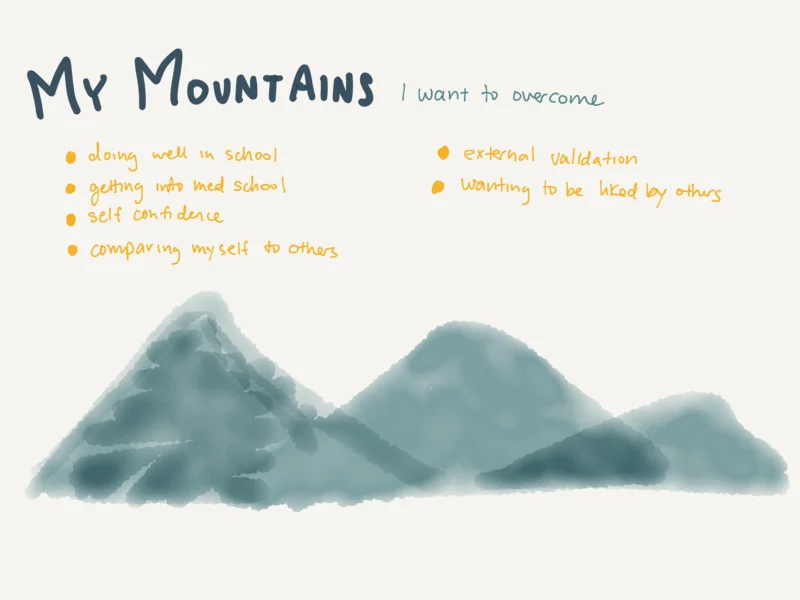 My Mountains I want to overcome
doing well in school
getting into med school
self confidence
comparing myself to others
external validation
wanting to be liked by others